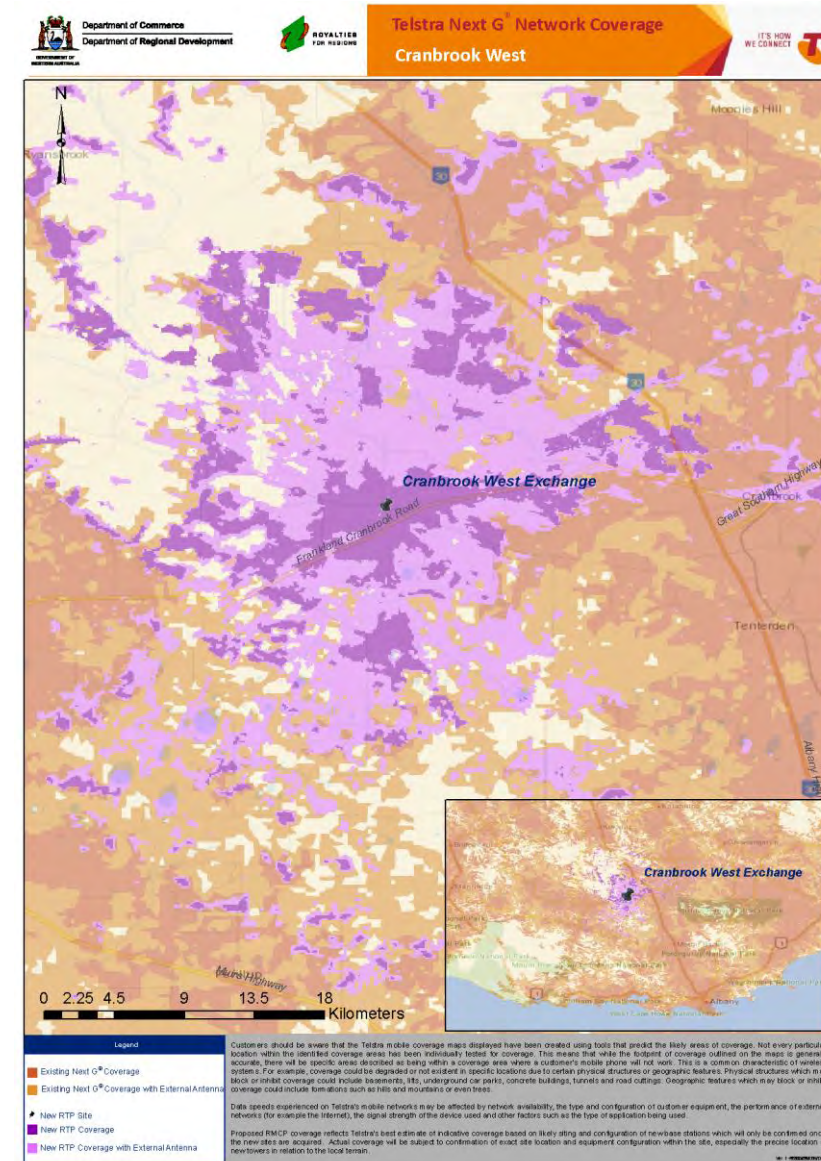 Department of Commerce
Department of Regional Development
GOVERNMENT OF
WESTERN AUSTRALIA
ROYALTIES
FOR REGIONS
Telstra Next G® Network Coverage
Cranbrook West
IT'S HOW
WE CONNECT
N
Moonies Hill
30
30
Cranbrook West Exchange
Frankland Cranbrook Road
Cranbrook
Great Southern Highway
Tenterden
Albany
Cranbrook West Exchange
1
1
Albany
Muirs Highway
0 2.25 4.5 9 13.5 18
Kilometers
Legend
Existing Next G® Coverage
Existing Next G® Coverage with External Antenna
New RTP Site
New RTP Coverage
New RTP Coverage with External Antenna
Customers should be aware that the Telstra mobile coverage maps displayed have been created using tools that predict the likely areas of coverage. Not every particul
location within the identified coverage areas has been individually tested for coverage. This means that while the footprint of coverage outlined on the maps is general
accurate, there will be specific areas described as being within a coverage area where a customer's mobile phone will not work. This is a common characteristic of wirele
systems. For example, coverage could be degraded or not existent in specific locations due to certain physical structures or geographic features. Physical structures which m
block or inhibit coverage could include basements, lifts, underground car parks, concrete buildings, tunnels and road cuttings. Geographic features which may block or inhib
coverage could include formations such as hills and mountains or even trees.
Data speeds experienced on Telstra's mobile networks may be affected by network availability, the type and configuration of customer equipment, the performance of extern
networks (for example the Internet), the signal strength of the device used and other factors such as the type of application being used.
Proposed RMCP coverage reflects Telstra's best estimate of indicative coverage based on likely siting and configuration of new base stations which will only be confirmed onc
the new sites are acquired. Actual coverage will be subject to confirmation of exact site location and equipment configuration within the site, especially the precise location
new towers in relation to the local terrain.